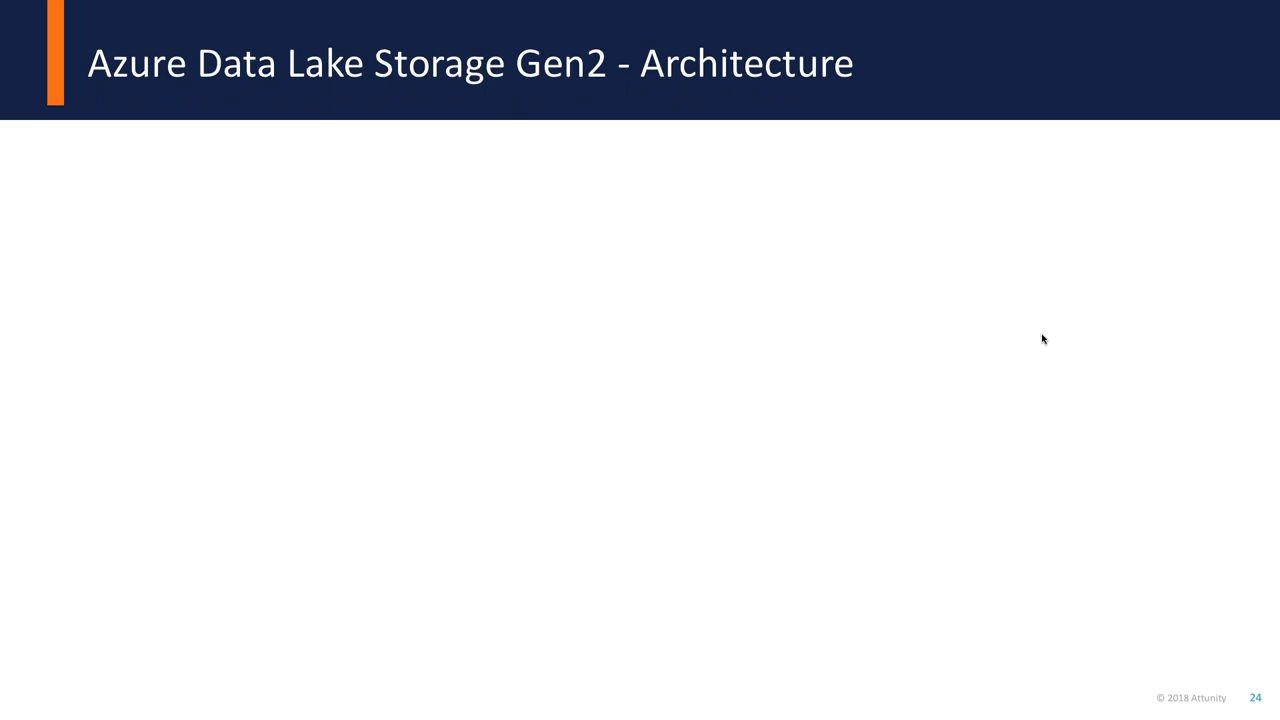 Azure Data Lake Storage Gen2 - Architecture
© 2018 Attunity 24